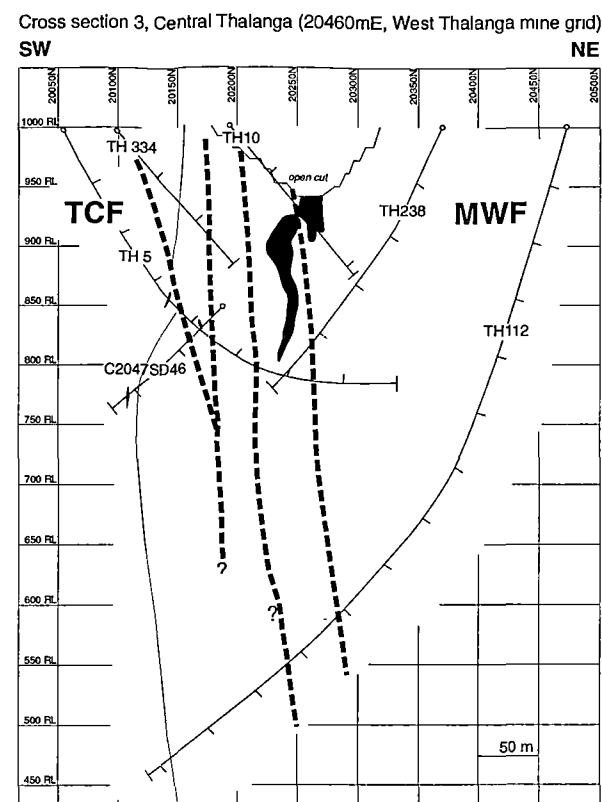 Cross section 3, Central Thalanga (20460mE, West Thalanga mine grid)
SW NE
20050N 20100N 20150N 20200N 20250N 20300N 20350N 20400N 20450N 20500N
1000 RL
TH 334
TH10
open cut
950 RL
TCF
TH238
MWF
900 RL
TH 5
850 RL
TH112
800 RL
C2047SD46
750 RL
700 RL
650 RL
?
600 RL
?
550 RL
500 RL
50 m
450 RL